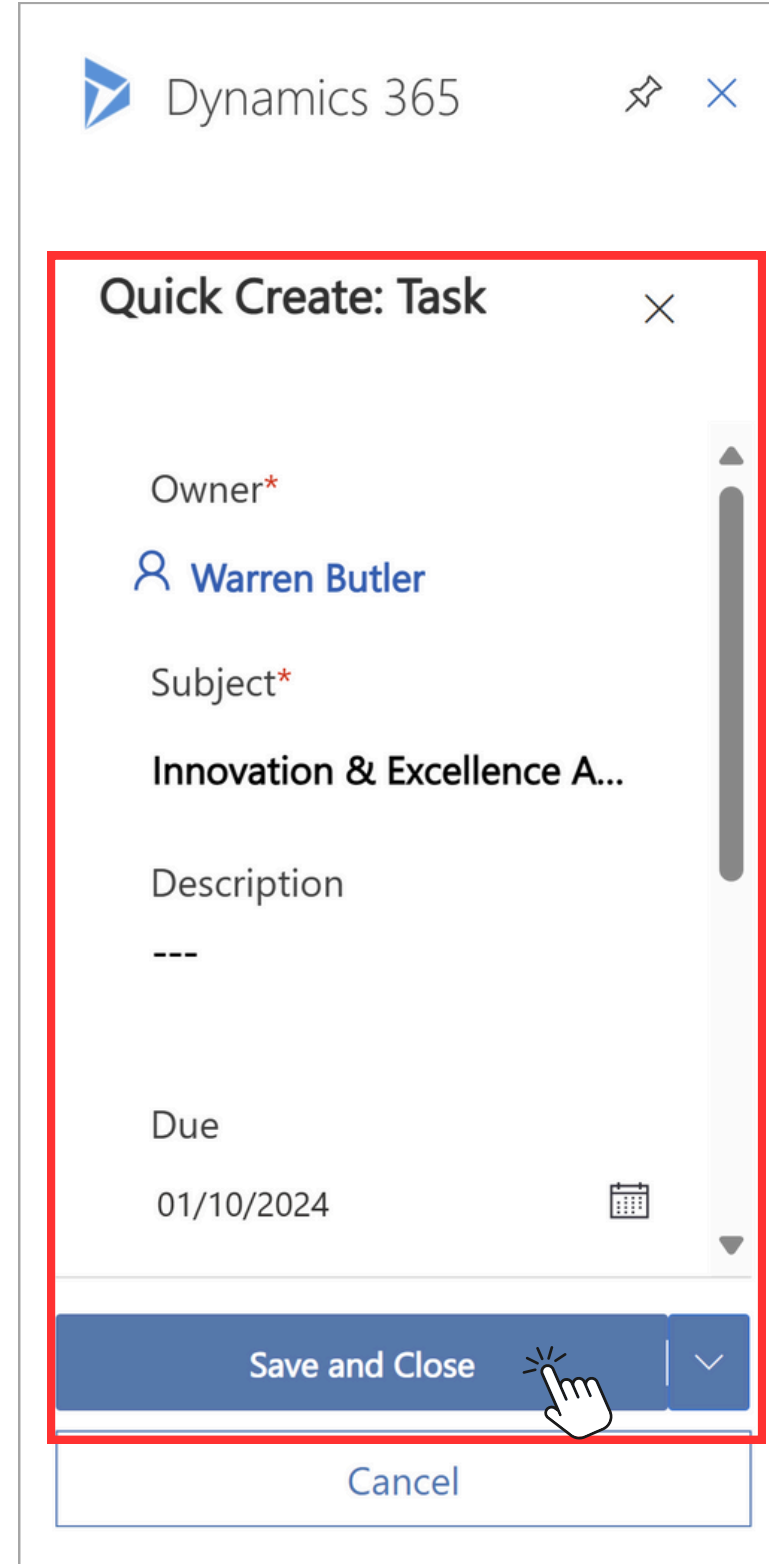 Dynamics 365
Quick Create: Task
Owner*
Warren Butler
Subject*
Innovation & Excellence A...
Description
---
Due
01/10/2024
Save and Close
Cancel